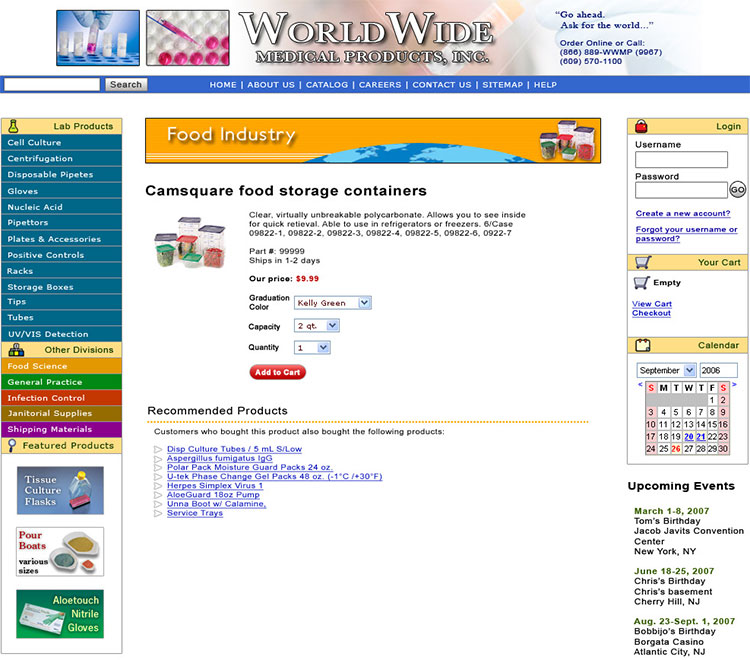 WORLDWIDE
MEDICAL PRODUCTS, INC.
“Go ahead.
Ask for the world...”
Order Online or Call:
(866) 889-WWMP (9967)
(609) 570-1100
Search
HOME | ABOUT US | CATALOG | CAREERS | CONTACT US | SITEMAP | HELP
Lab Products
Cell Culture
Centrifugation
Disposable Pipetes
Gloves
Nucleic Acid
Pipettors
Plates & Accessories
Positive Controls
Racks
Storage Boxes
Tips
Tubes
UV/VIS Detection
Other Divisions
Food Science
General Practice
Infection Control
Janitorial Supplies
Shipping Materials
Featured Products
Tissue
Culture
Flasks
Pour
Boats
various
sizes
Aloetouch
Nitrile
Gloves
Food Industry
Camsquare food storage containers
Clear, virtually unbreakable polycarbonate. Allows you to see inside
for quick retieval. Able to use in refrigerators or freezers. 6/Case
09822-1, 09822-2, 09822-3, 09822-4, 09822-5, 09822-6, 0922-7
Part #: 99999
Ships in 1-2 days
Our price: $9.99
Graduation
Color
Kelly Green
Capacity
2 qt.
Quantity
1
Add to Cart
Recommended Products
Customers who bought this product also bought the following products:
Disp Culture Tubes / 5 mL S/Low
Aspergillus fumigatus IgG
Polar Pack Moisture Guard Packs 24 oz.
U-tek Phase Change Gel Packs 48 oz. (-1°C /+30°F)
Herpes Simplex Virus 1
AloeGuard 18oz Pump
Unna Boot w/ Calamine,
Service Trays
Login
Username
Password
GO
Create a new account?
Forgot your username or
password?
Your Cart
Empty
View Cart
Checkout
Calendar
September 2006
< S M T W T F S >
1 2
3 4 5 6 7 8 9
10 11 12 13 14 15 16
17 18 19 20 21 22 23
24 25 26 27 28 29 30
Upcoming Events
March 1-8, 2007
Tom's Birthday
Jacob Javits Convention
Center
New York, NY
June 18-25, 2007
Chris's Birthday
Chris's basement
Cherry Hill, NJ
Aug. 23-Sept. 1, 2007
Bobbijo's Birthday
Borgata Casino
Atlantic City, NJ